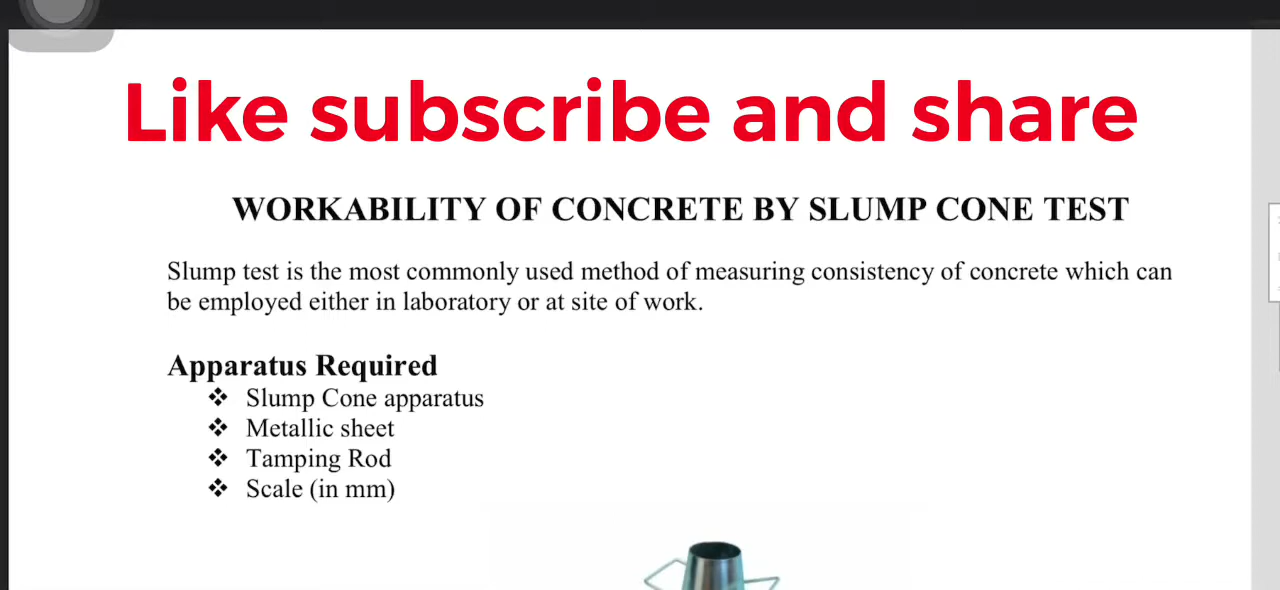 Like subscribe and share
WORKABILITY OF CONCRETE BY SLUMP CONE TEST
Slump test is the most commonly used method of measuring consistency of concrete which can
be employed either in laboratory or at site of work.
Apparatus Required
❖ Slump Cone apparatus
❖ Metallic sheet
❖ Tamping Rod
❖ Scale (in mm)